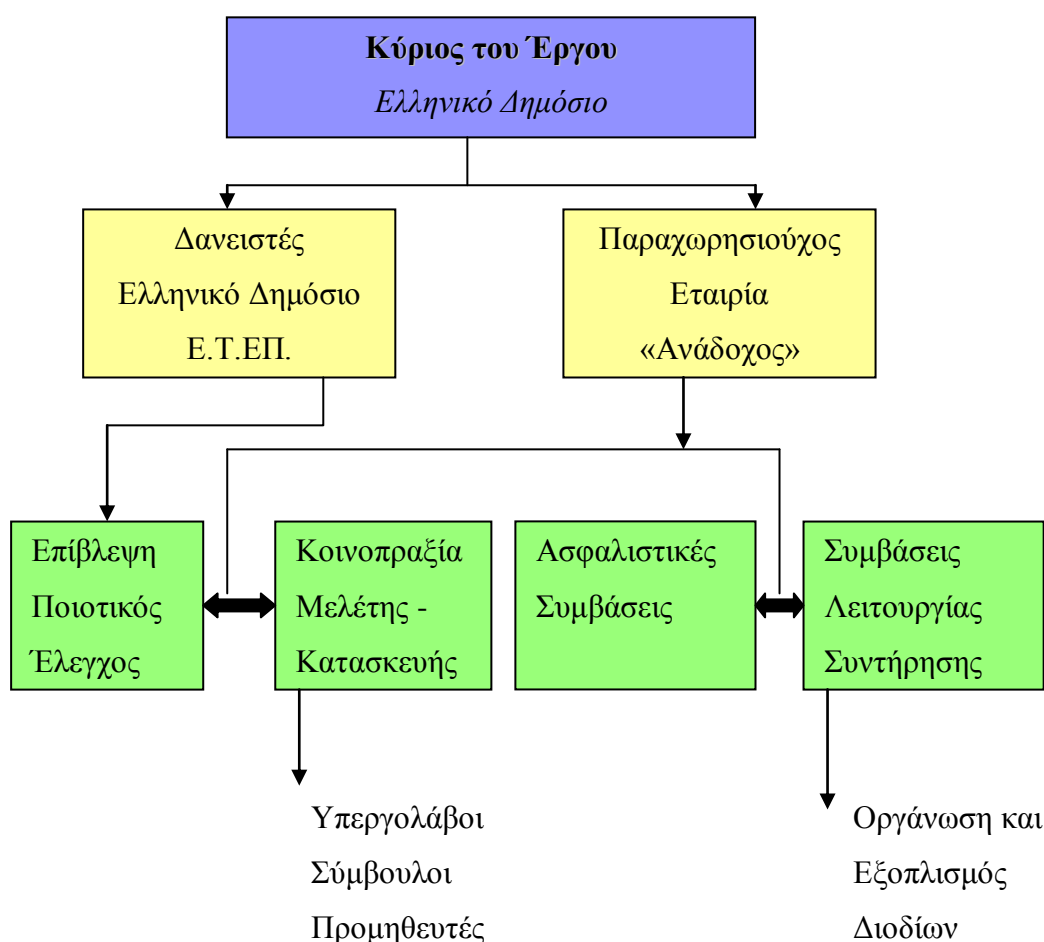 Κύριος του Έργου
Ελληνικό Δημόσιο
Δανειστές
Ελληνικό Δημόσιο
Ε.Τ.ΕΠ.
Παραχωρησιούχος
Εταιρία
«Ανάδοχος»
Επίβλεψη
Ποιοτικός
Έλεγχος
Κοινοπραξία
Μελέτης -
Κατασκευής
Ασφαλιστικές
Συμβάσεις
Συμβάσεις
Λειτουργίας
Συντήρησης
Υπεργολάβοι
Σύμβουλοι
Προμηθευτές
Οργάνωση και
Εξοπλισμός
Διοδίων